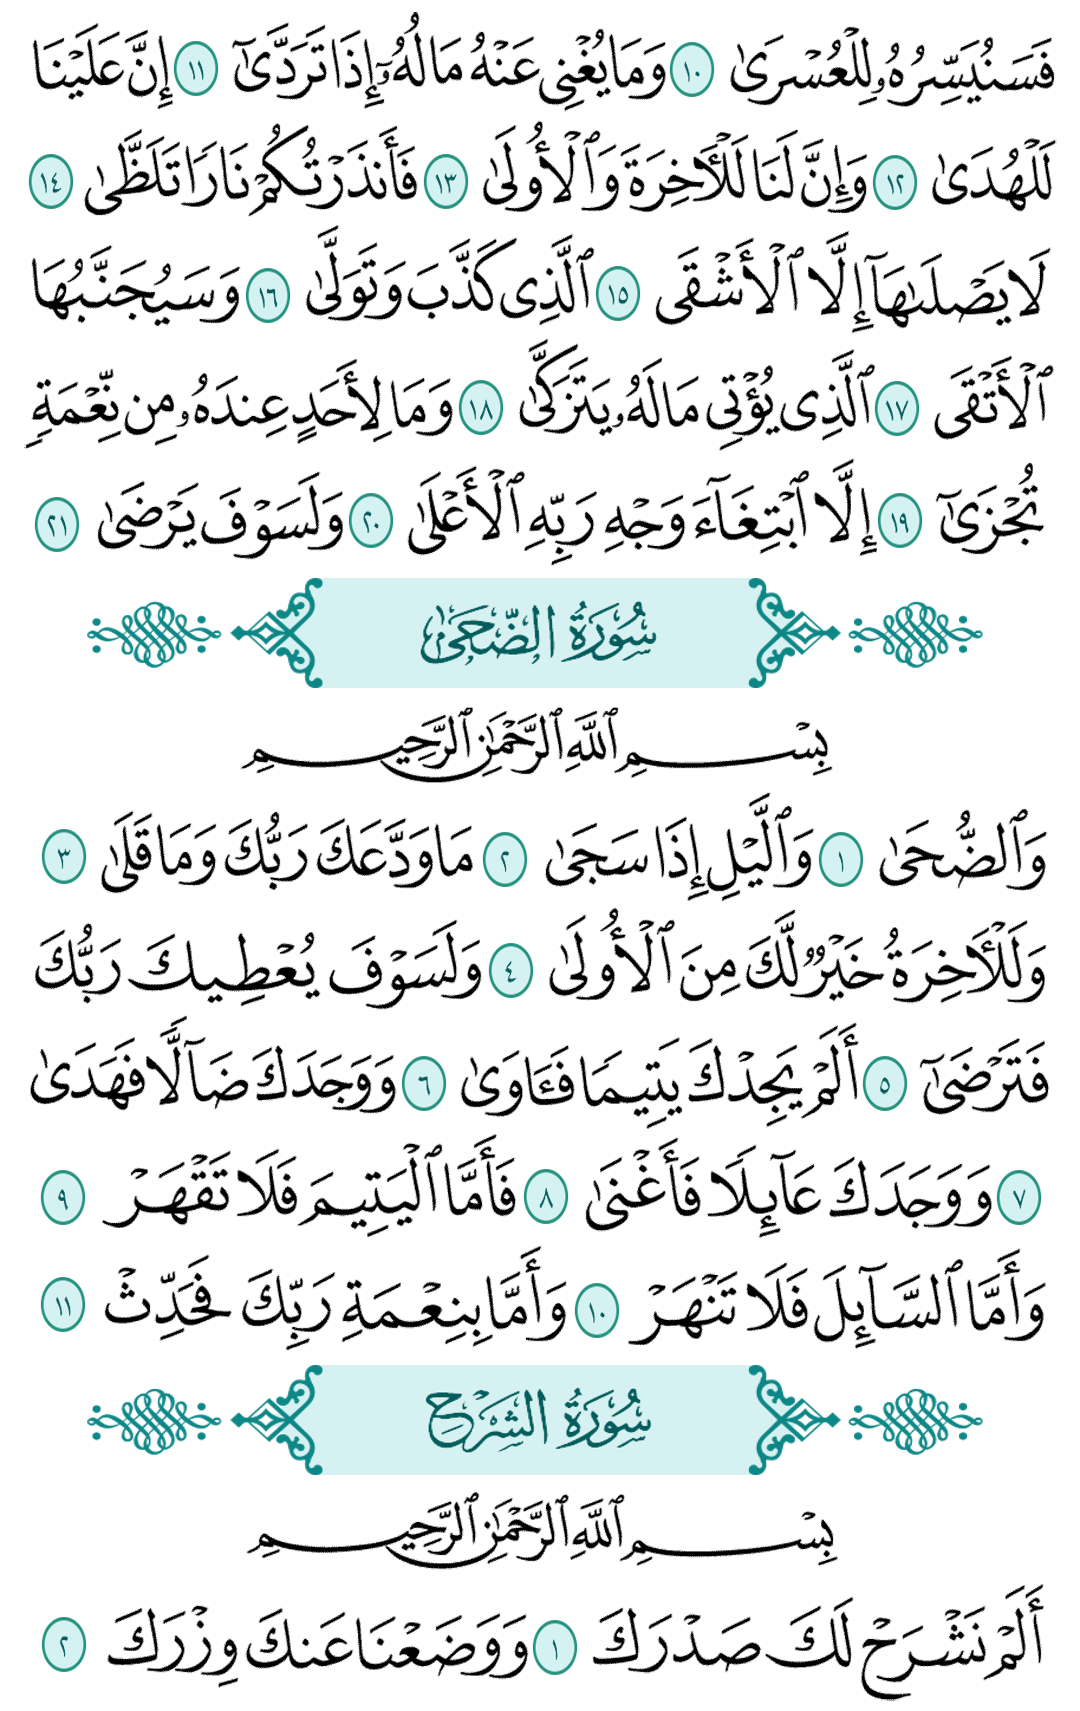 فَسَنُيَسِّرُهُۥ لِلْعُسْرَىٰ ١٠ وَمَا يُغْنِى عَنْهُ مَالُهُۥٓ إِذَا تَرَدَّىٰٓ ١١ إِنَّ عَلَيْنَا
لَلْهُدَىٰ ١٢ وَإِنَّ لَنَا لَلْـَٔاخِرَةَ وَٱلْأُولَىٰ ١٣ فَأَنذَرْتُكُمْ نَارًا تَلَظَّىٰ ١٤
لَا يَصْلَىٰهَآ إِلَّا ٱلْأَشْقَى ١٥ ٱلَّذِى كَذَّبَ وَتَوَلَّىٰ ١٦ وَسَيُجَنَّبُهَا
ٱلْأَتْقَى ١٧ ٱلَّذِى يُؤْتِى مَالَهُۥ يَتَزَكَّىٰ ١٨ وَمَا لِأَحَدٍ عِندَهُۥ مِن نِّعْمَةٍ
تُجْزَىٰٓ ١٩ إِلَّا ٱبْتِغَآءَ وَجْهِ رَبِّهِ ٱلْأَعْلَىٰ ٢٠ وَلَسَوْفَ يَرْضَىٰ ٢١
سُورَةُ الضُّحَىٰ
بِسْمِ ٱللَّهِ ٱلرَّحْمَٰنِ ٱلرَّحِيمِ
وَٱلضُّحَىٰ ١ وَٱلَّيْلِ إِذَا سَجَىٰ ٢ مَا وَدَّعَكَ رَبُّكَ وَمَا قَلَىٰ ٣
وَلَلْـَٔاخِرَةُ خَيْرٌ لَّكَ مِنَ ٱلْأُولَىٰ ٤ وَلَسَوْفَ يُعْطِيكَ رَبُّكَ
فَتَرْضَىٰٓ ٥ أَلَمْ يَجِدْكَ يَتِيمًا فَـَٔاوَىٰ ٦ وَوَجَدَكَ ضَآلًّا فَهَدَىٰ
٧ وَوَجَدَكَ عَآئِلًا فَأَغْنَىٰ ٨ فَأَمَّا ٱلْيَتِيمَ فَلَا تَقْهَرْ ٩
وَأَمَّا ٱلسَّآئِلَ فَلَا تَنْهَرْ ١٠ وَأَمَّا بِنِعْمَةِ رَبِّكَ فَحَدِّثْ ١١
سُورَةُ الشَّرْحِ
بِسْمِ ٱللَّهِ ٱلرَّحْمَٰنِ ٱلرَّحِيمِ
أَلَمْ نَشْرَحْ لَكَ صَدْرَكَ ١ وَوَضَعْنَا عَنكَ وِزْرَكَ ٢